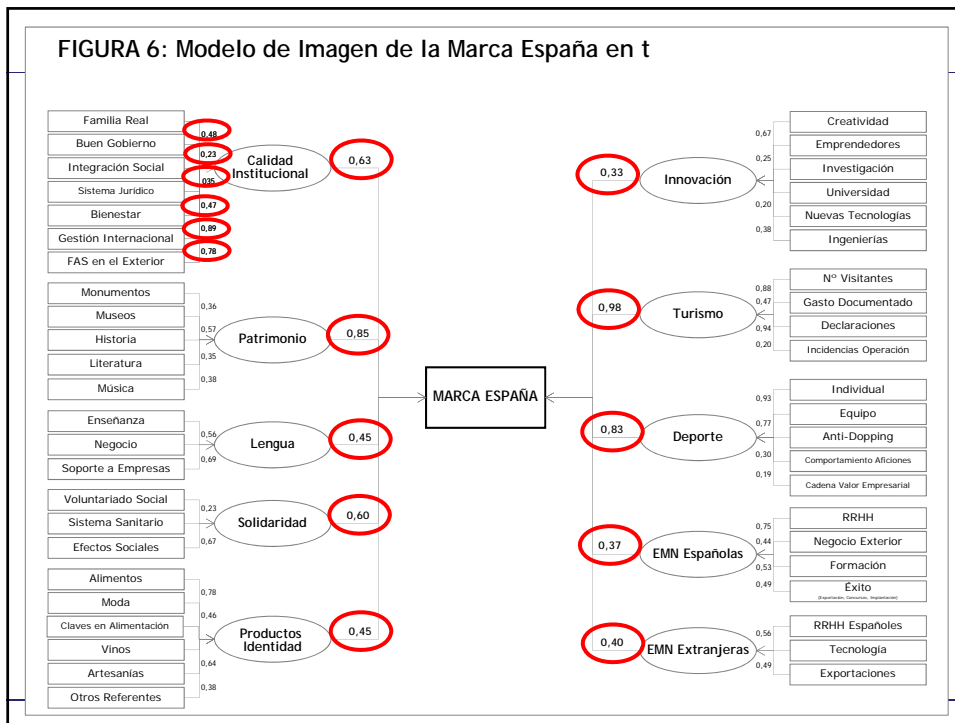 FIGURA 6: Modelo de Imagen de la Marca España en t
Familia Real
Buen Gobierno
Integración Social
Sistema Jurídico
Bienestar
Gestión Internacional
FAS en el Exterior
0,48
0,23
035
0,47
0,89
0,78
Calidad
Institucional
0,63
Monumentos
Museos
Historia
Literatura
Música
0,36
0,57
0,35
0,38
Patrimonio
0,85
Enseñanza
Negocio
Soporte a Empresas
0,56
0,69
Lengua
0,45
Voluntariado Social
Sistema Sanitario
Efectos Sociales
0,23
0,67
Solidaridad
0,60
Alimentos
Moda
Claves en Alimentación
Vinos
Artesanías
Otros Referentes
0,78
0,46
0,64
0,38
Productos
Identidad
0,45
MARCA ESPAÑA
0,33
Innovación
0,67
0,25
0,20
0,38
Creatividad
Emprendedores
Investigación
Universidad
Nuevas Tecnologías
Ingenierías
0,98
Turismo
0,88
0,47
0,94
0,20
Nº Visitantes
Gasto Documentado
Declaraciones
Incidencias Operación
0,83
Deporte
0,93
0,77
0,30
0,19
Individual
Equipo
Anti-Dopping
Comportamiento Aficiones
Cadena Valor Empresarial
0,37
EMN Españolas
0,75
0,44
0,53
0,49
RRHH
Negocio Exterior
Formación
Éxito
(Exportación, Concursos, Implantación)
0,40
EMN Extranjeras
0,56
0,49
RRHH Españoles
Tecnología
Exportaciones